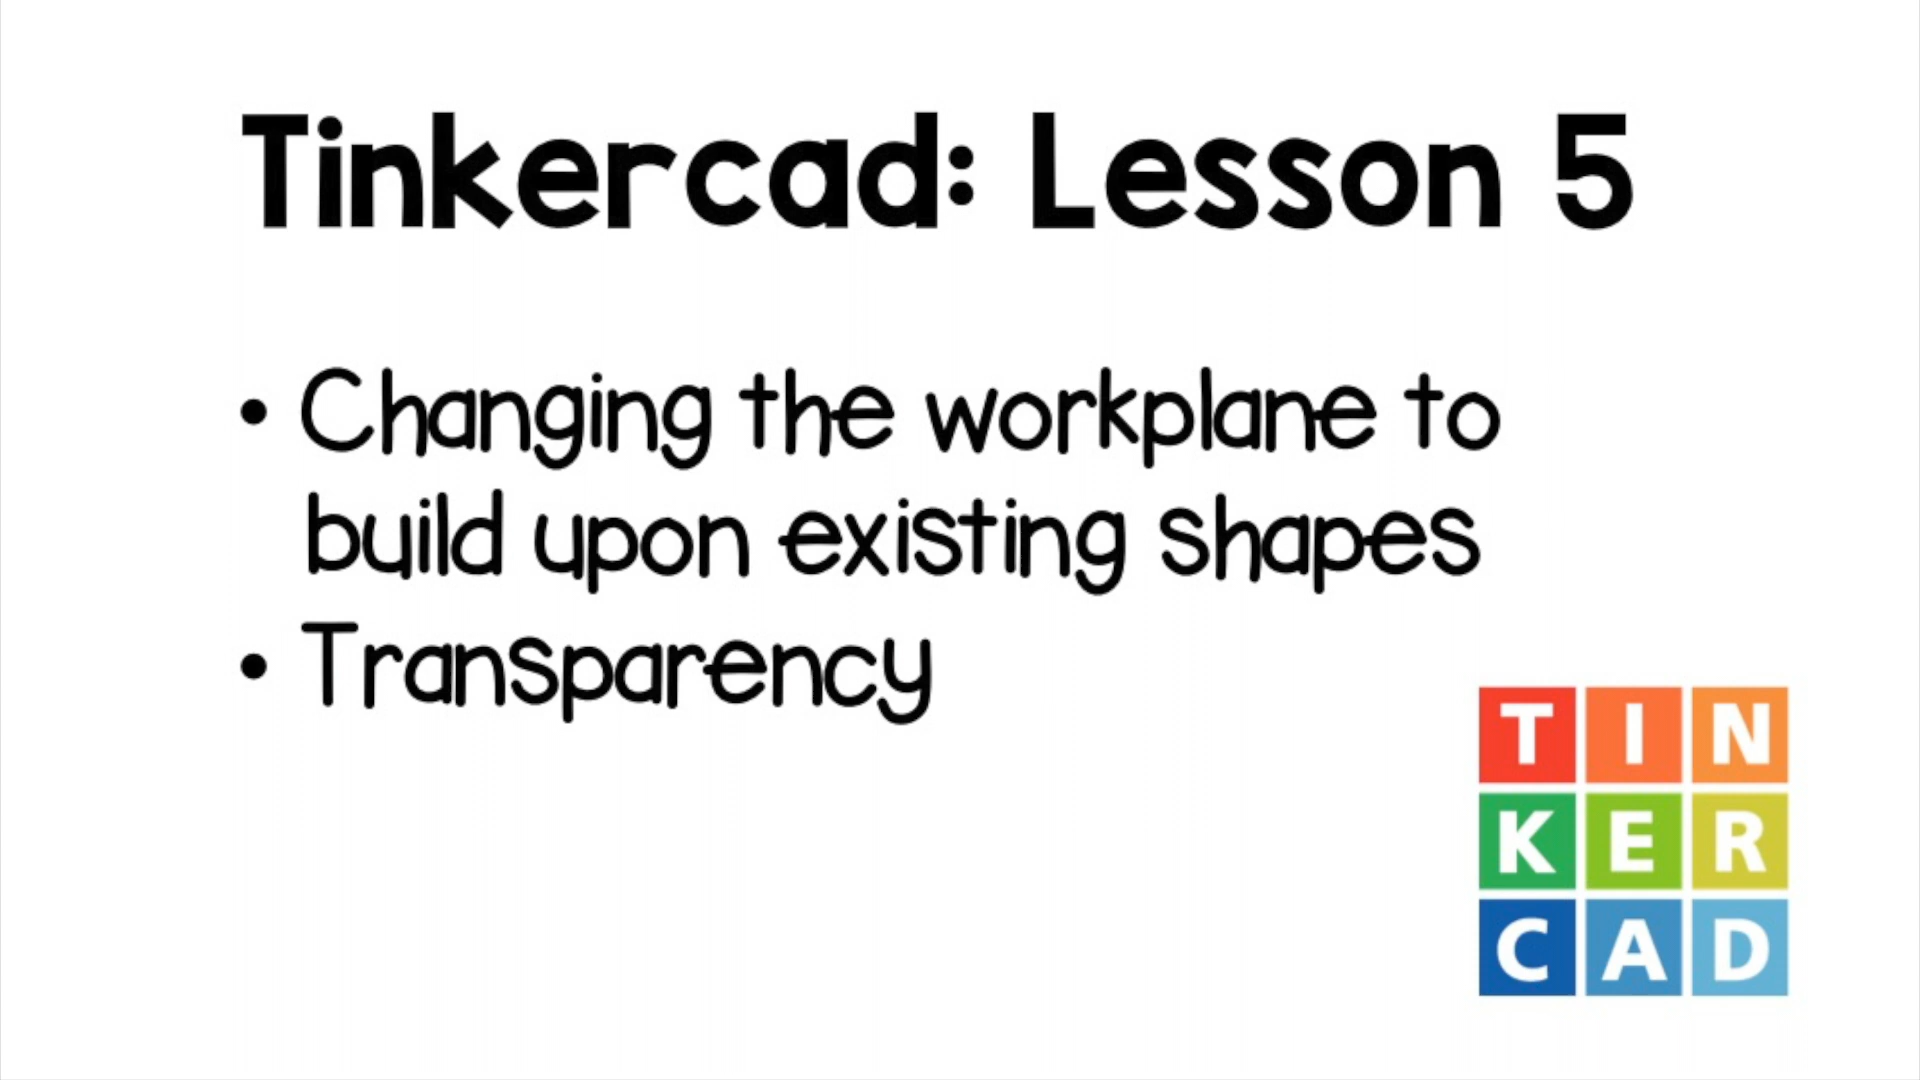 Tinkercad: Lesson 5
• Changing the workplane to
build upon existing shapes
• Transparency
TIN
KER
CAD